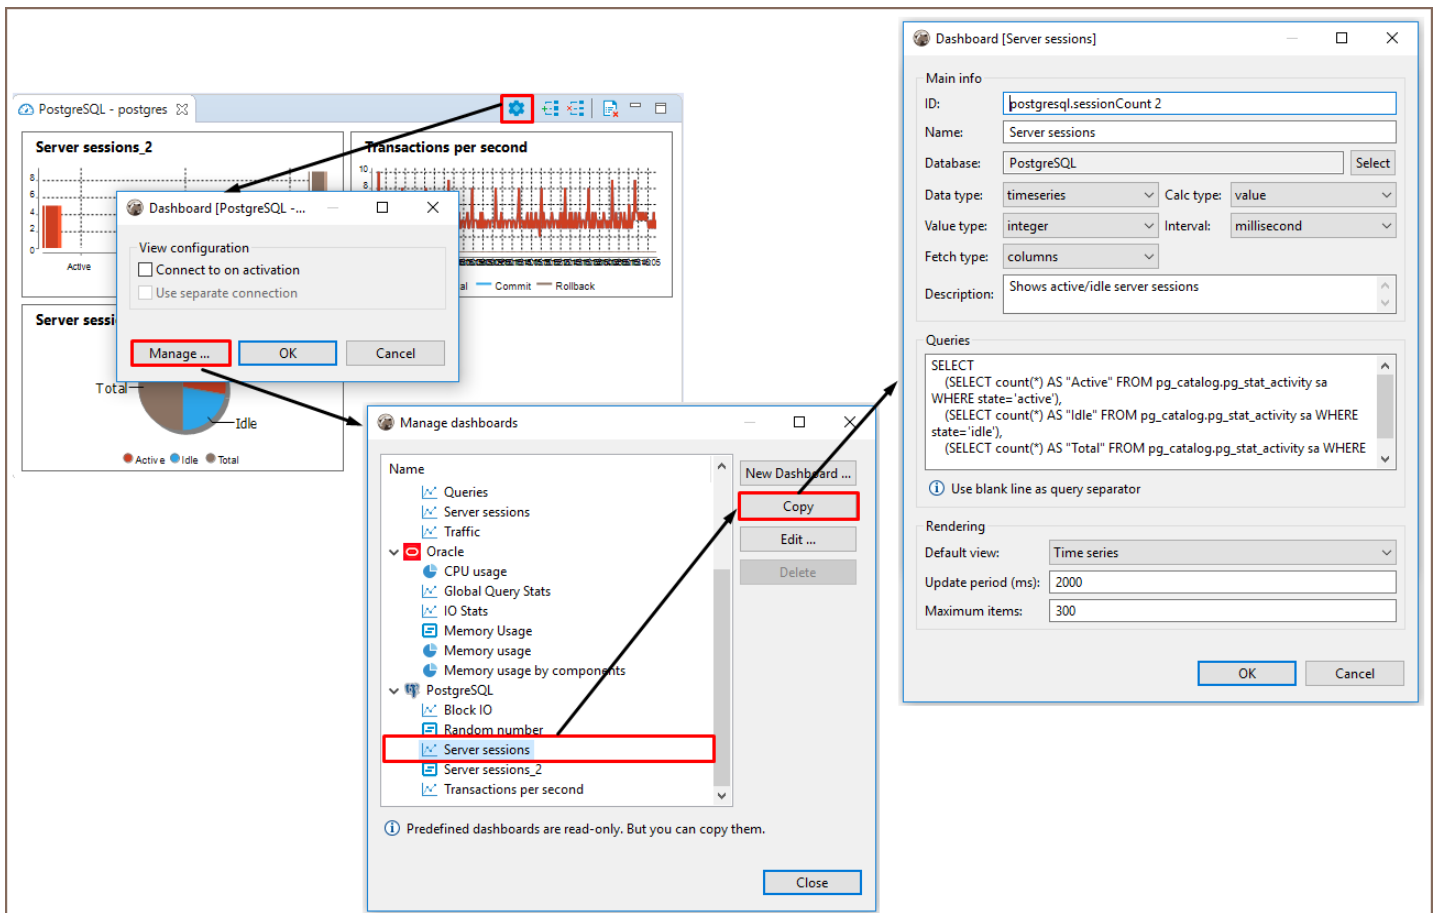 PostgreSQL - postgres
Server sessions_2
8
6
4
2
0
Active
Transactions per second
10
8
Commit
Rollback
Total
Idle
Active
Idle
Total
Dashboard [PostgreSQL -...
View configuration
Connect to on activation
Use separate connection
Manage ...
OK
Cancel
Manage dashboards
Name
Queries
Server sessions
Traffic
Oracle
CPU usage
Global Query Stats
IO Stats
Memory Usage
Memory usage
Memory usage by components
PostgreSQL
Block IO
Random number
Server sessions
Server sessions_2
Transactions per second
New Dashboard ...
Copy
Edit ...
Delete
Predefined dashboards are read-only. But you can copy them.
Close
Dashboard [Server sessions]
Main info
ID: postgresql.sessionCount 2
Name: Server sessions
Database: PostgreSQL Select
Data type: timeseries Calc type: value
Value type: integer Interval: millisecond
Fetch type: columns
Description: Shows active/idle server sessions
Queries
SELECT
(SELECT count(*) AS "Active" FROM pg_catalog.pg_stat_activity sa
WHERE state='active'),
(SELECT count(*) AS "Idle" FROM pg_catalog.pg_stat_activity sa WHERE
state='idle'),
(SELECT count(*) AS "Total" FROM pg_catalog.pg_stat_activity sa WHERE
Use blank line as query separator
Rendering
Default view: Time series
Update period (ms): 2000
Maximum items: 300
OK
Cancel